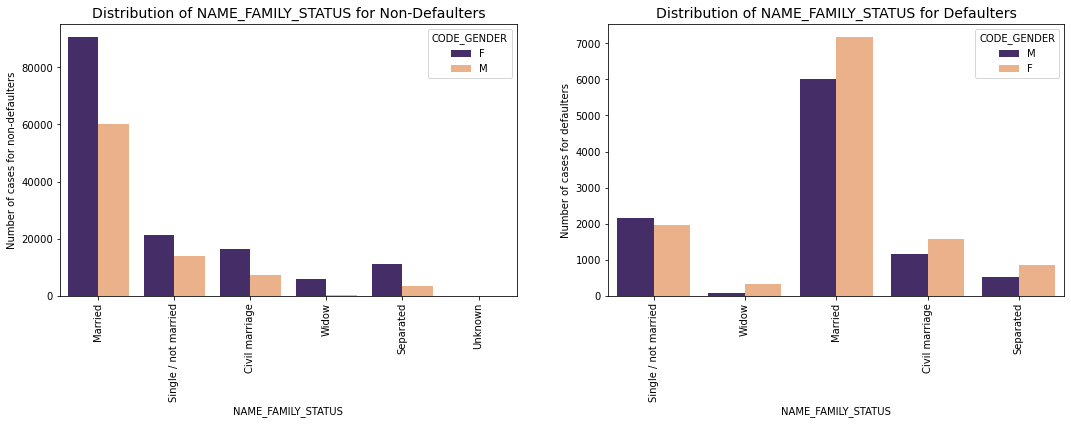 Distribution of NAME_FAMILY_STATUS for Non-Defaulters
Number of cases for non-defaulters
80000
60000
40000
20000
0
CODE_GENDER
F
M
Married
Single / not married
Civil marriage
Widow
Separated
Unknown
NAME_FAMILY_STATUS
Distribution of NAME_FAMILY_STATUS for Defaulters
Number of cases for defaulters
7000
6000
5000
4000
3000
2000
1000
0
CODE_GENDER
M
F
Single / not married
Widow
Married
Civil marriage
Separated
NAME_FAMILY_STATUS